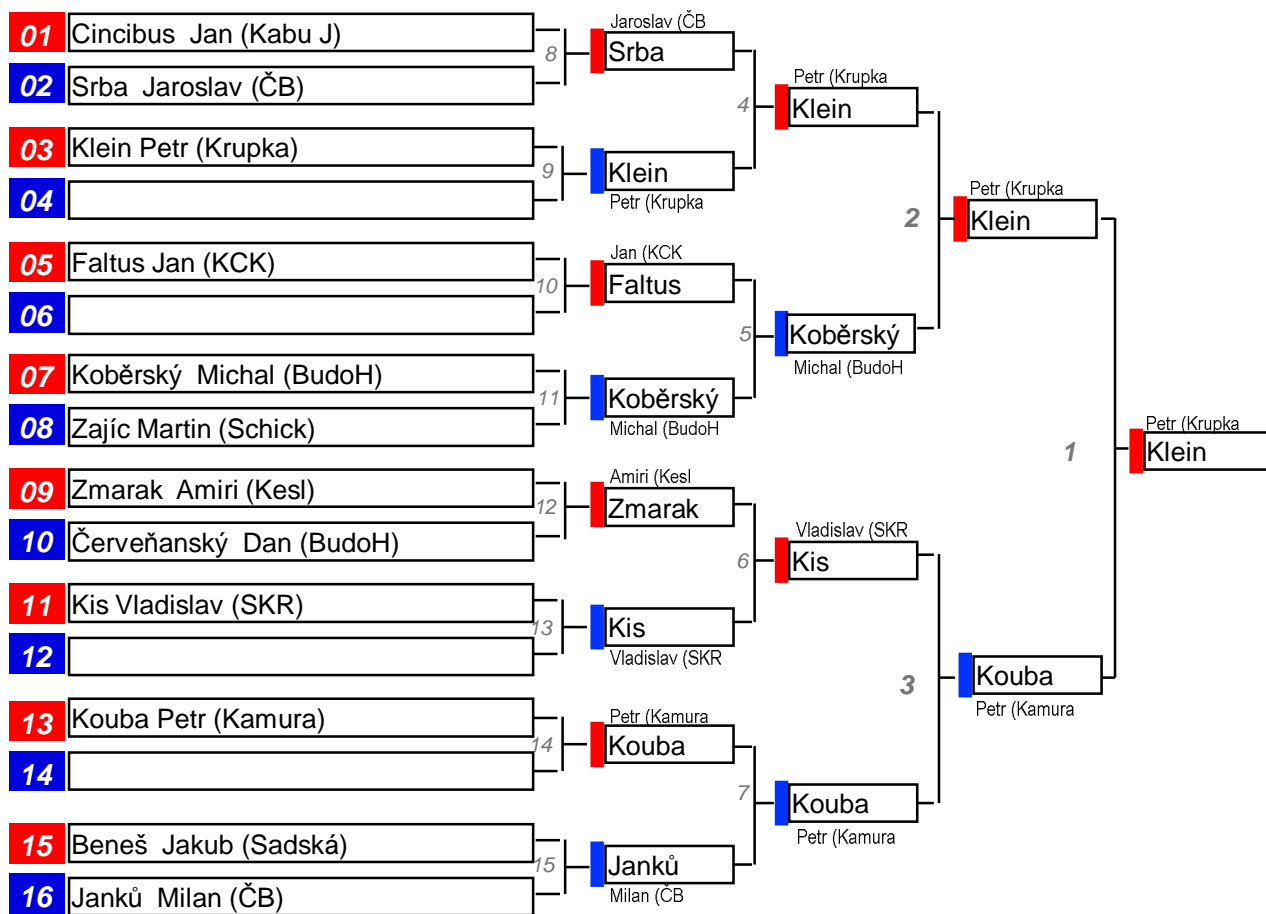 01 Cincibus Jan (Kabu J)
02 Srba Jaroslav (ČB)
03 Klein Petr (Krupka)
04
05 Faltus Jan (KCK)
06
07 Koběrský Michal (BudoH)
08 Zajíc Martin (Schick)
09 Zmarak Amiri (Kesl)
10 Červeňanský Dan (BudoH)
11 Kis Vladislav (SKR)
12
13 Kouba Petr (Kamura)
14
15 Beneš Jakub (Sadská)
16 Janků Milan (ČB)
8
9
10
11
12
13
14
15
Jaroslav (ČB
Srba
Klein
Petr (Krupka
Jan (KCK
Faltus
Koběrský
Michal (BudoH
Amiri (Kesl
Zmarak
Kis
Vladislav (SKR
Petr (Kamura
Kouba
Janků
Milan (ČB
4
5
6
7
Petr (Krupka
Klein
Koběrský
Michal (BudoH
Vladislav (SKR
Kis
Kouba
Petr (Kamura
2
3
Petr (Krupka
Klein
Kouba
Petr (Kamura
1
Petr (Krupka
Klein